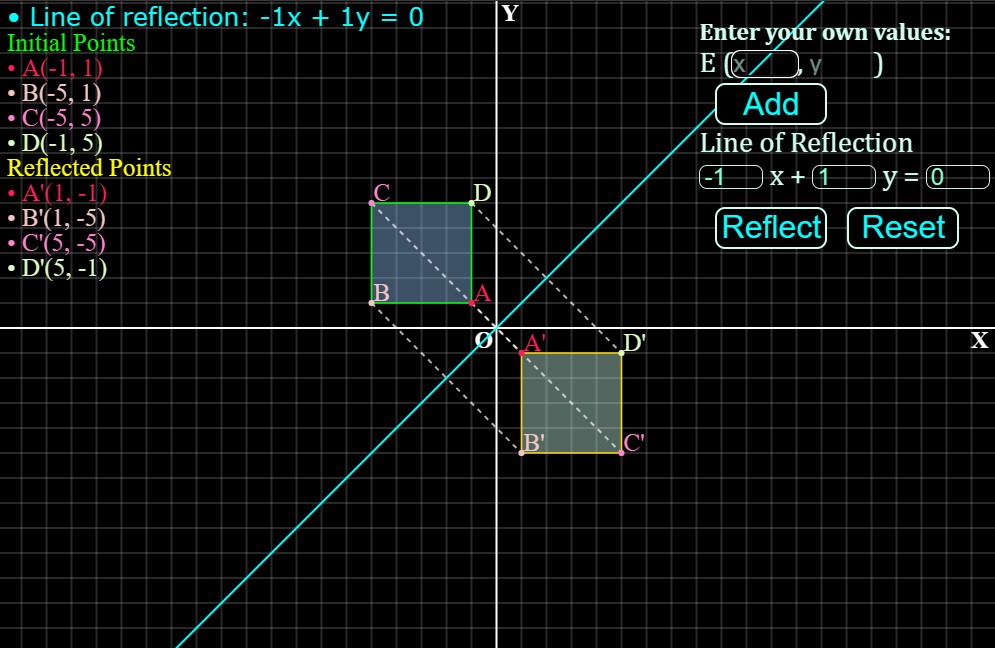 • Line of reflection: -1x + 1y = 0
Initial Points
• A(-1, 1)
• B(-5, 1)
• C(-5, 5)
• D(-1, 5)
Reflected Points
• A'(1, -1)
• B'(1, -5)
• C'(5, -5)
• D'(5, -1)
Y
Enter your own values:
E (x, y)
Add
Line of Reflection
-1 x + 1 y = 0
Reflect Reset
C D
B A
O X
A' D'
B' C'